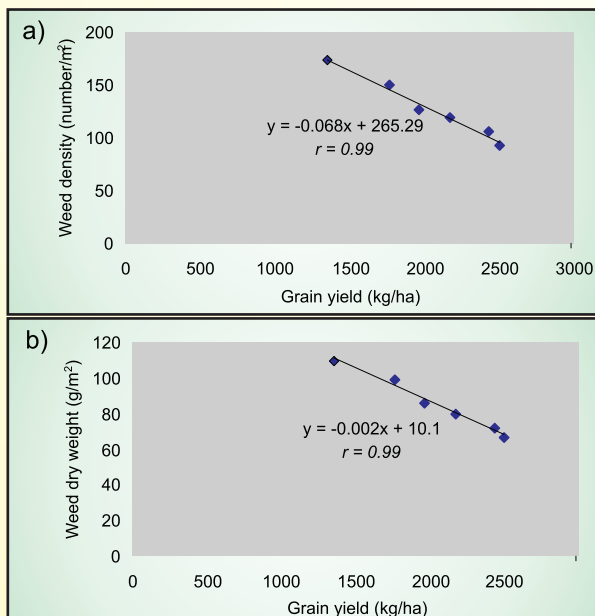 a)
Weed density (number/m²)
200
150
100
50
0
y = -0.068x + 265.29
r = 0.99
0 500 1000 1500 2000 2500 3000
Grain yield (kg/ha)
b)
Weed dry weight (g/m²)
120
100
80
60
40
20
0
y = -0.002x + 10.1
r = 0.99
0 500 1000 1500 2000 2500
Grain yield (kg/ha)